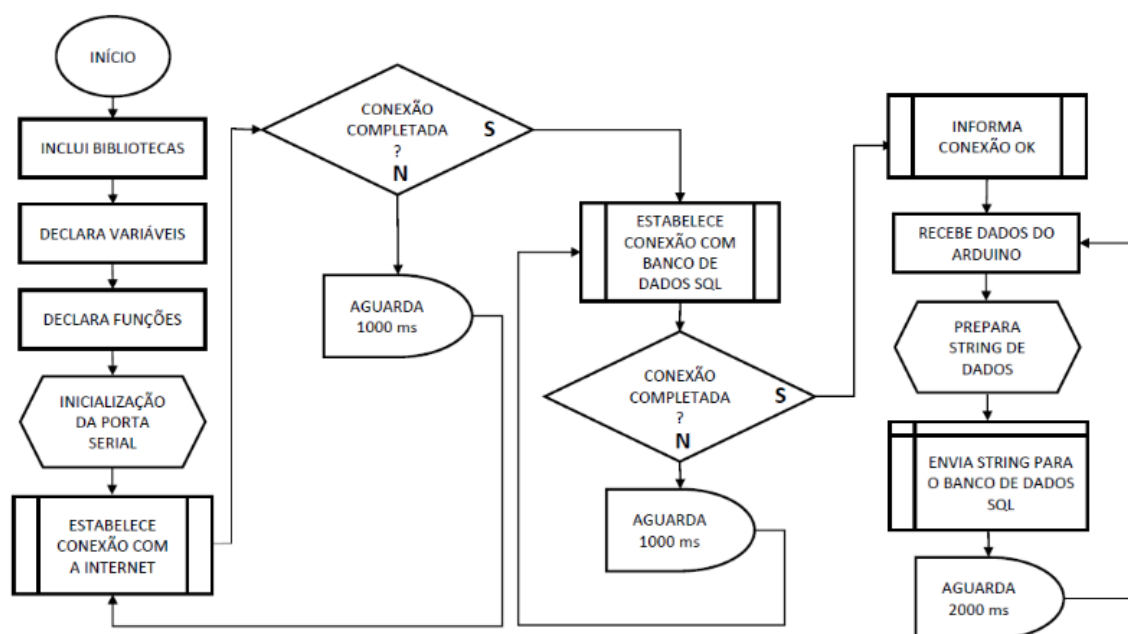 INÍCIO
INCLUI BIBLIOTECAS
DECLARA VARIÁVEIS
DECLARA FUNÇÕES
INICIALIZAÇÃO
DA PORTA
SERIAL
ESTABELECE
CONEXÃO COM
A INTERNET
CONEXÃO
COMPLETADA
?
S
N
AGUARDA
1000 ms
ESTABELECE
CONEXÃO COM
BANCO DE
DADOS SQL
CONEXÃO
COMPLETADA
?
S
N
AGUARDA
1000 ms
INFORMA
CONEXÃO OK
RECEBE DADOS DO
ARDUINO
PREPARA
STRING DE
DADOS
ENVIA STRING PARA
O BANCO DE DADOS
SQL
AGUARDA
2000 ms